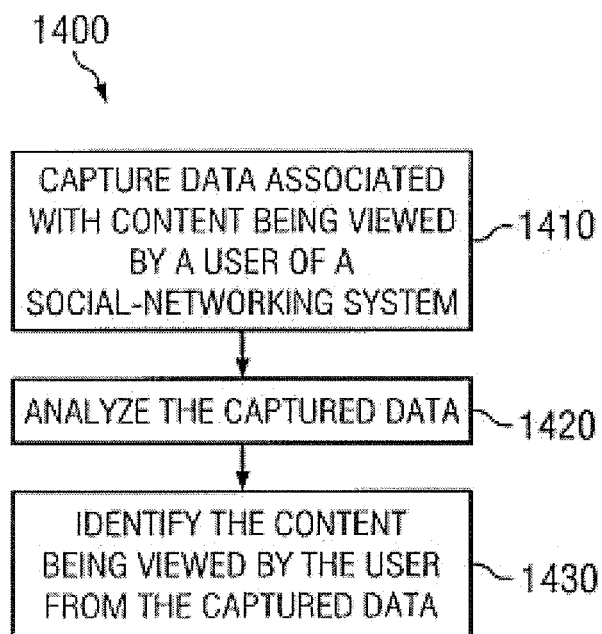 1400
CAPTURE DATA ASSOCIATED
WITH CONTENT BEING VIEWED
BY A USER OF A
SOCIAL-NETWORKING SYSTEM
1410
ANALYZE THE CAPTURED DATA
1420
IDENTIFY THE CONTENT
BEING VIEWED BY THE USER
FROM THE CAPTURED DATA
1430